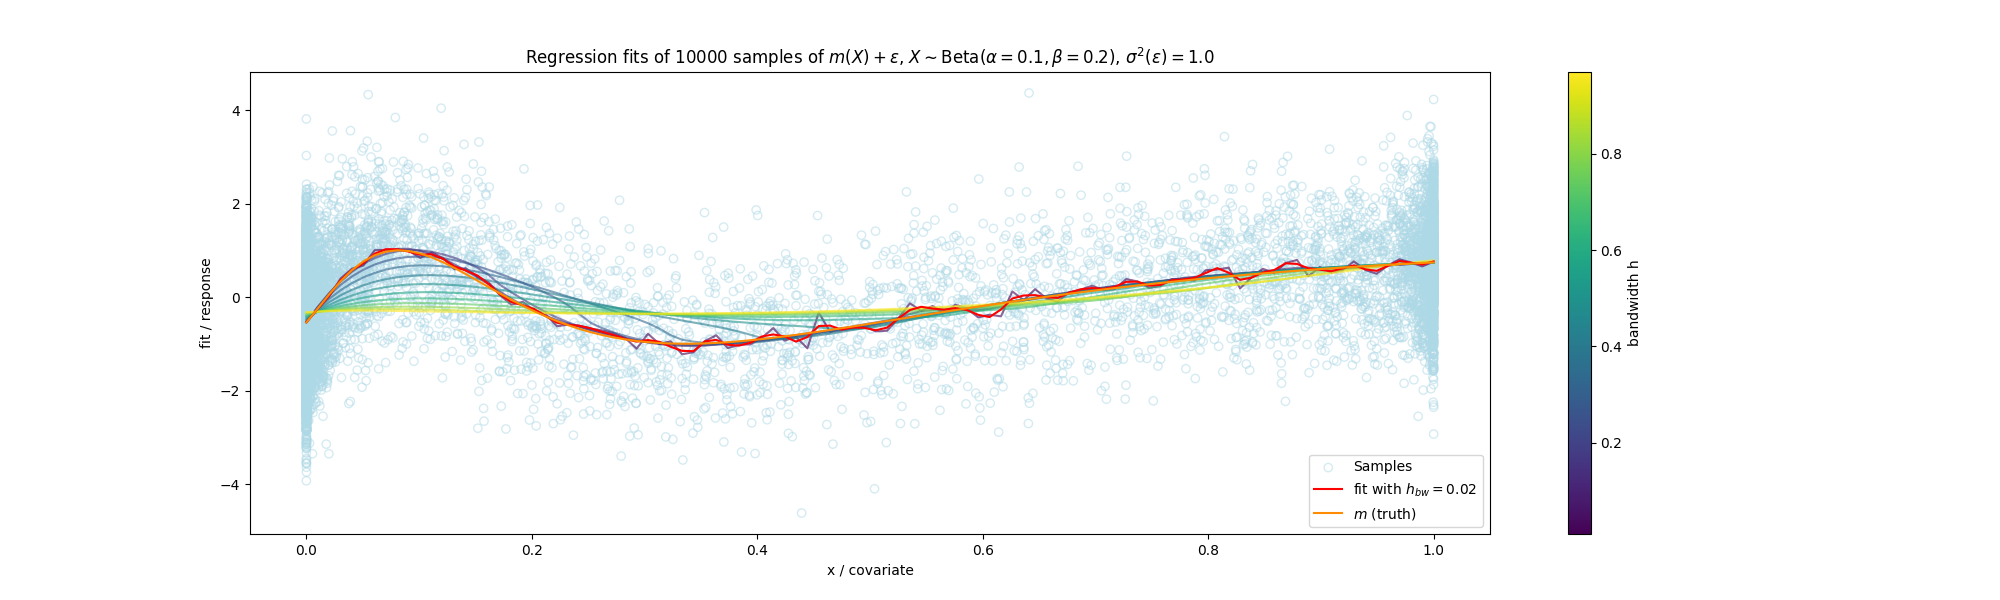 Regression fits of 10000 samples of m(X) + ε, X ∼ Beta(α = 0.1, β = 0.2), σ²(ε) = 1.0
fit / response
4
2
0
−2
−4
0.0 0.2 0.4 0.6 0.8 1.0
x / covariate
Samples
fit with h_bw = 0.02
m (truth)
0.8
0.6
0.4
0.2
bandwidth h